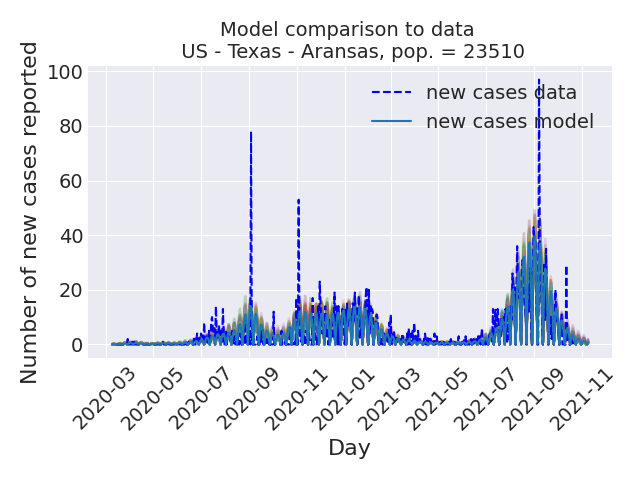 Model comparison to data
US - Texas - Aransas, pop. = 23510
Number of new cases reported
100
80
60
40
20
0
new cases data
new cases model
2020-03
2020-05
2020-07
2020-09
2020-11
2021-01
2021-03
2021-05
2021-07
2021-09
2021-11
Day